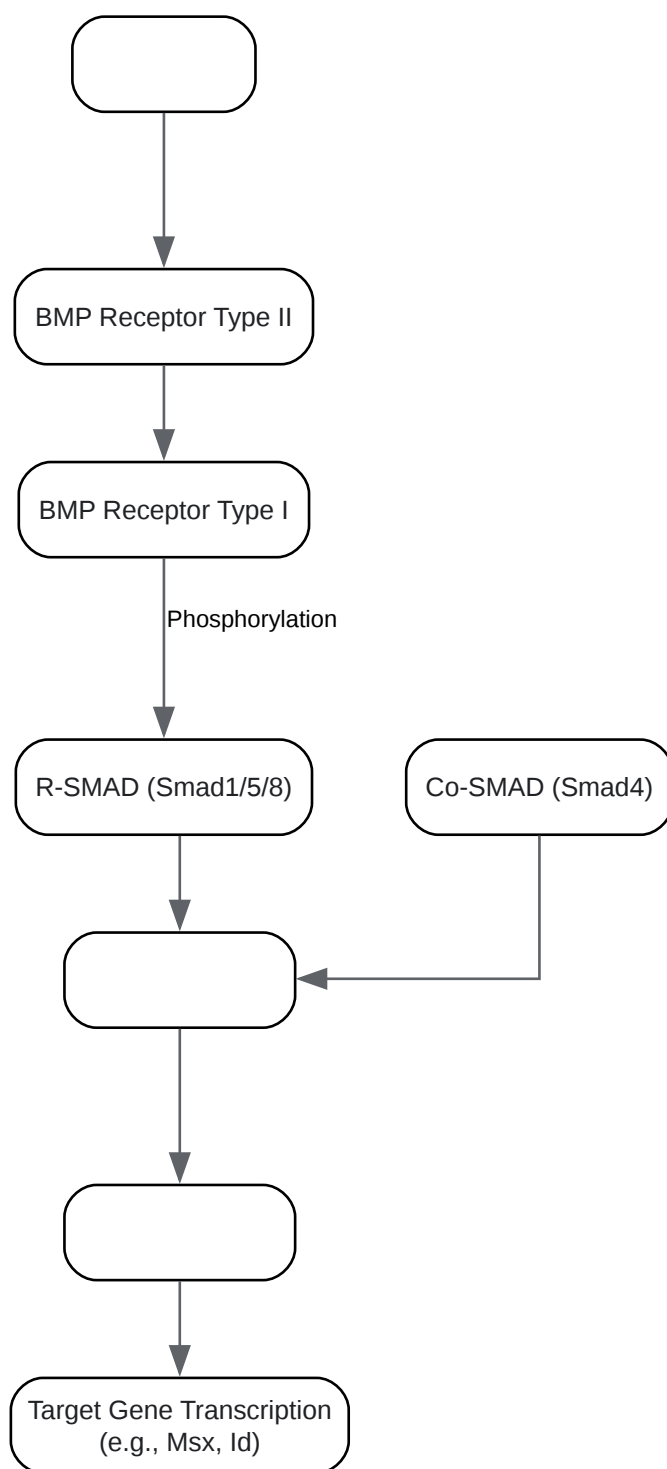 BMP Receptor Type II
BMP Receptor Type I
Phosphorylation
R-SMAD (Smad1/5/8)
Co-SMAD (Smad4)
Target Gene Transcription
(e.g., Msx, Id)